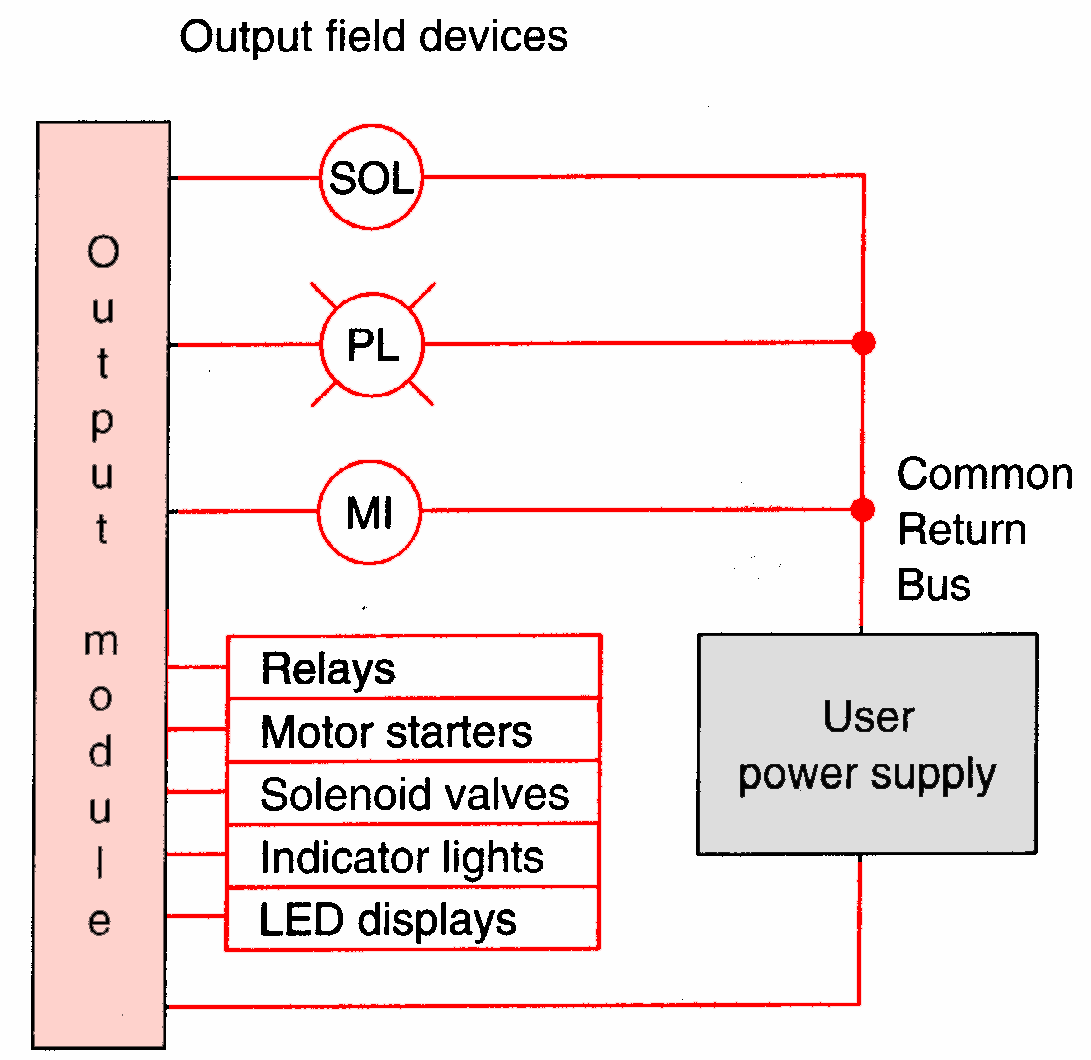 Output field devices
Output module
SOL
PL
MI
Common
Return
Bus
Relays
Motor starters
Solenoid valves
Indicator lights
LED displays
User
power supply